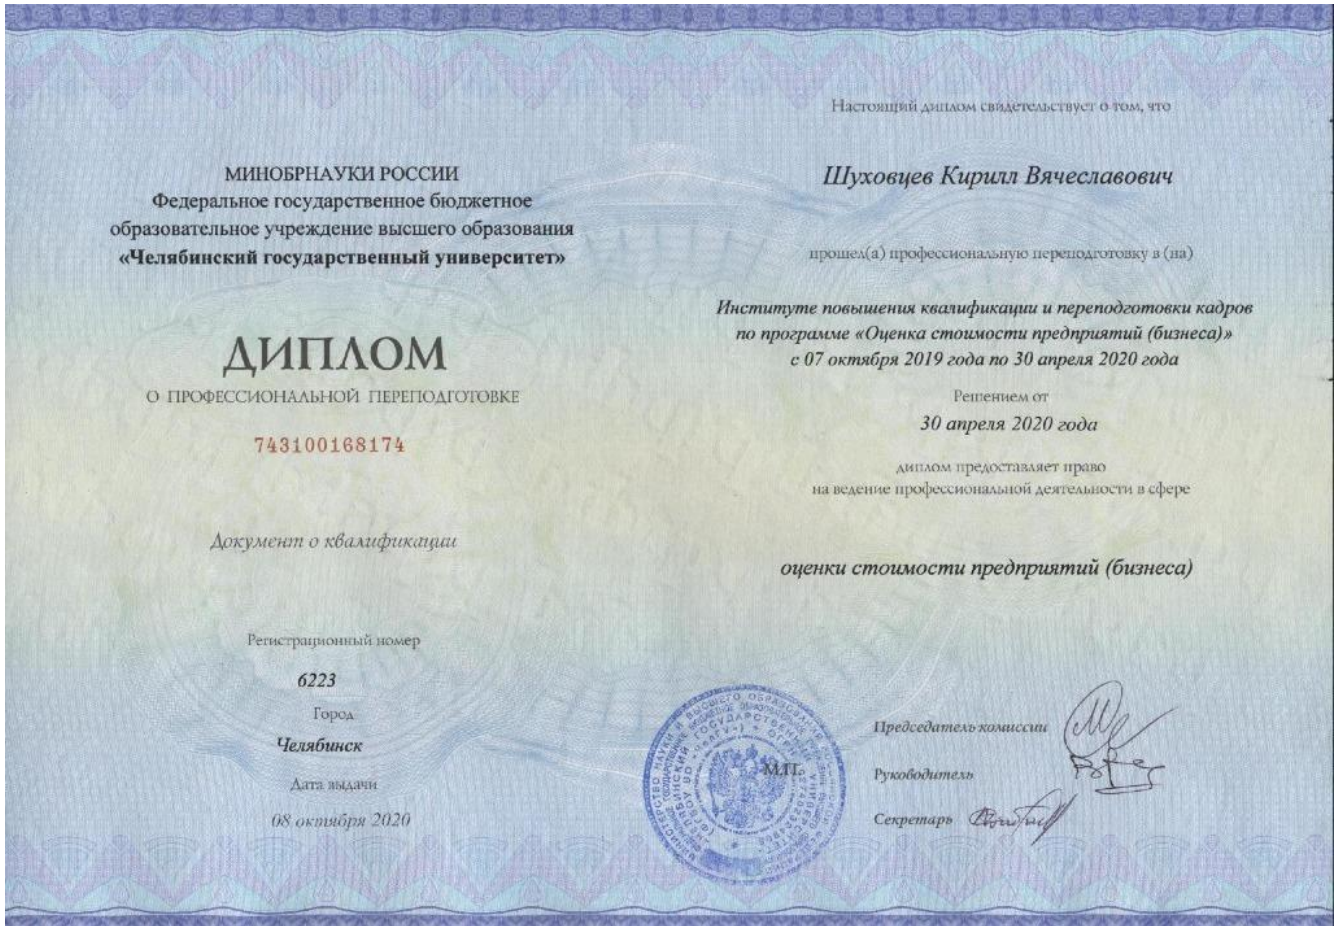 МИНОБРНАУКИ РОССИИ
Федеральное государственное бюджетное
образовательное учреждение высшего образования
«Челябинский государственный университет»
ДИПЛОМ
О ПРОФЕССИОНАЛЬНОЙ ПЕРЕПОДГОТОВКЕ
743100168174
Документ о квалификации
Регистрационный номер
6223
Город
Челябинск
Дата выдачи
08 октября 2020
Настоящий диплом свидетельствует о том, что
Шуховцев Кирилл Вячеславович
прошел(а) профессиональную переподготовку в (на)
Институте повышения квалификации и переподготовки кадров
по программе «Оценка стоимости предприятий (бизнеса)»
с 07 октября 2019 года по 30 апреля 2020 года
Решением от
30 апреля 2020 года
диплом предоставляет право
на ведение профессиональной деятельности в сфере
оценки стоимости предприятий (бизнеса)
М.П.
Председатель комиссии
Руководитель
Секретарь